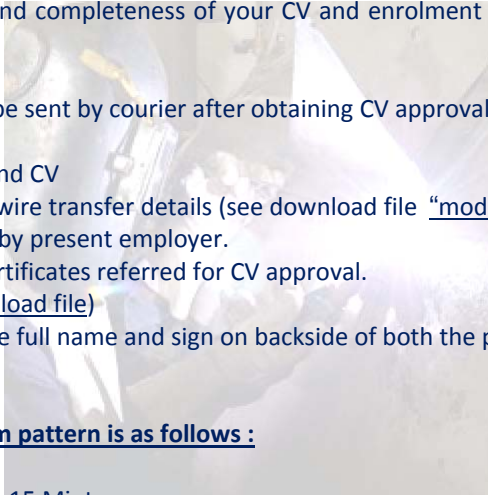 nd completeness of your CV and enrolment
be sent by courier after obtaining CV approval
nd CV
wire transfer details (see download file "mod
by present employer.
rtificates referred for CV approval.
load file)
e full name and sign on backside of both the p
n pattern is as follows :